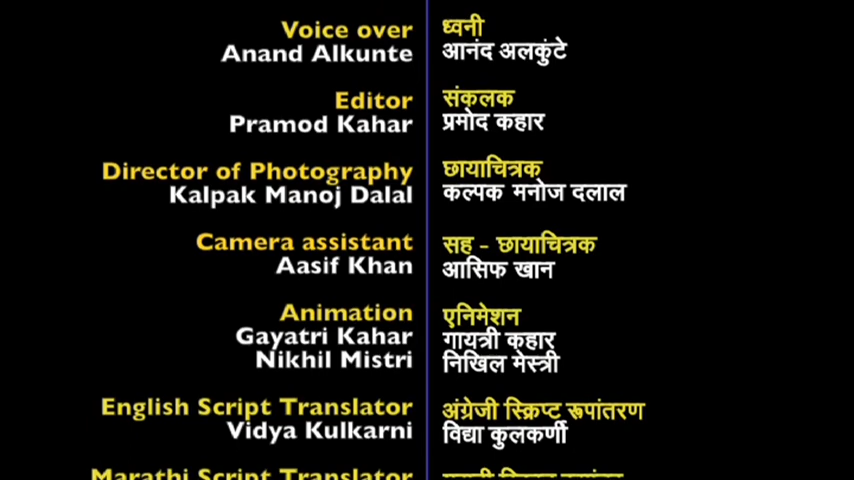 Voice over
Anand Alkunte
Editor
Pramod Kahar
Director of Photography
Kalpak Manoj Dalal
Camera assistant
Aasif Khan
Animation
Gayatri Kahar
Nikhil Mistri
English Script Translator
Vidya Kulkarni
Marathi Script Translator
ध्वनी
आनंद अलकुंटे
संकलक
प्रमोद कहार
छायाचित्रक
कल्पक मनोज दलाल
सह - छायाचित्रक
आसिफ खान
एनिमेशन
गायत्री कहार
निखिल मेस्त्री
अंग्रेजी स्क्रिप्ट रूपांतरण
विद्या कुलकर्णी